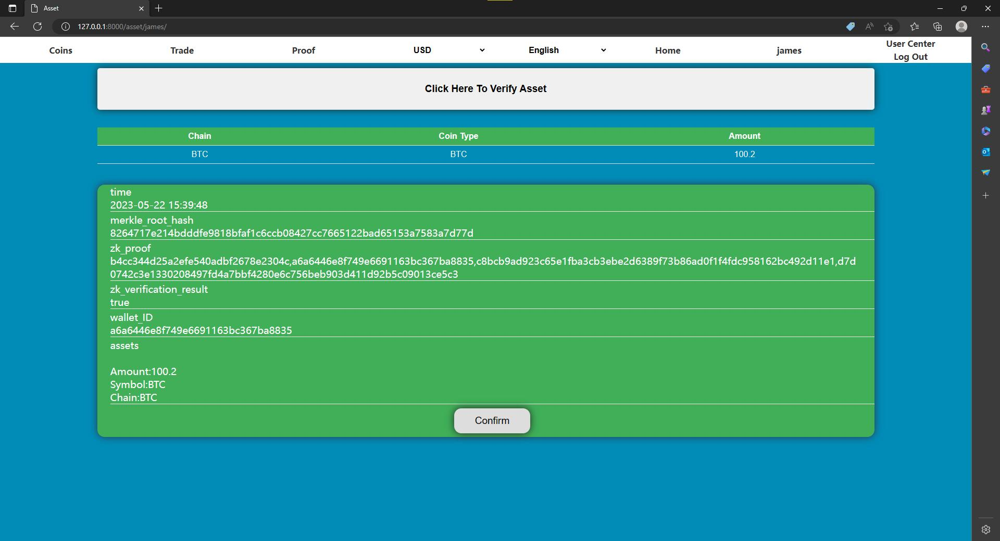 Asset
127.0.0.1:8000/asset/james/
Coins Trade Proof USD English Home james User Center
Log Out
Click Here To Verify Asset
Chain Coin Type Amount
BTC BTC 100.2
time
2023-05-22 15:39:48
merkle_root_hash
8264717e214bdddfe9818bfaf1c6ccb08427cc7665122bad65153a7583a7d77d
zk_proof
b4cc344d25a2efe540adbf2678e2304c,a6a6446e8f749e6691163bc367ba8835,c8bcb9ad923c65e1fba3cb3ebe2d6389f73b86ad0f1f4fdc958162bc492d11e1,d7d
0742c3e1330208497fd4a7bbf4280e6c756beb903d411d92b5c09013ce5c3
zk_verification_result
true
wallet_ID
a6a6446e8f749e6691163bc367ba8835
assets
Amount:100.2
Symbol:BTC
Chain:BTC
Confirm